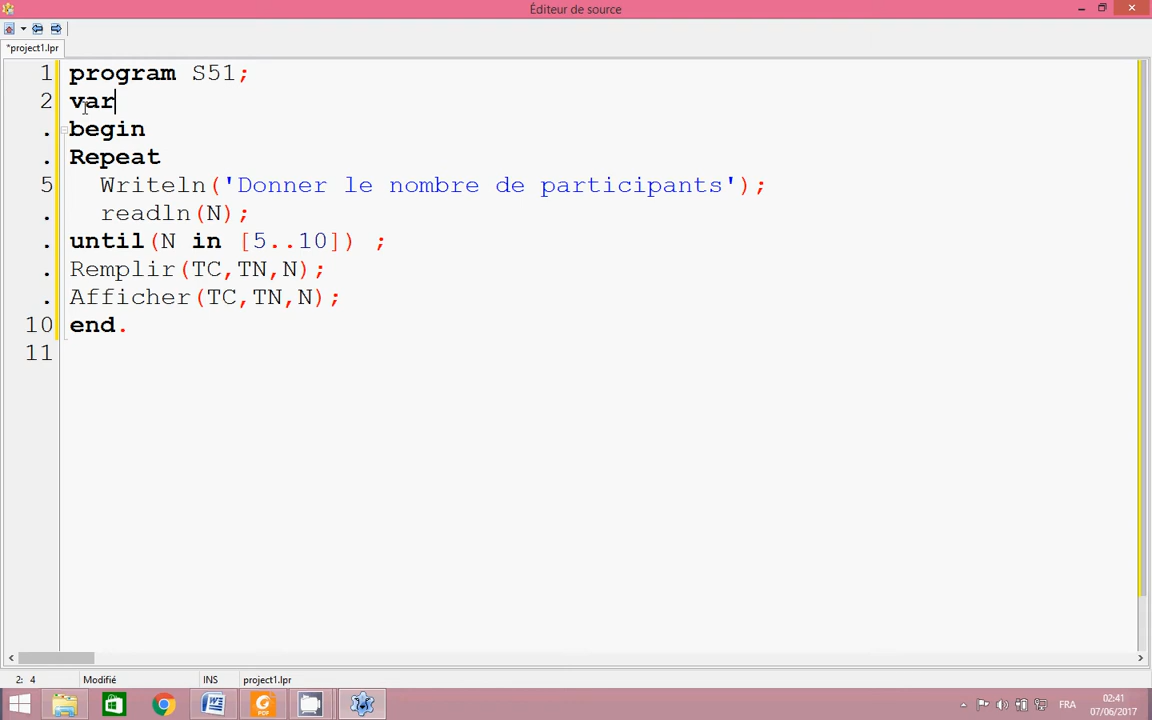 Éditeur de source
*project1.lpr
1 program S51;
2 var
. begin
. Repeat
5 Writeln('Donner le nombre de participants');
. readln(N);
. until(N in [5..10]) ;
. Remplir(TC,TN,N);
. Afficher(TC,TN,N);
10 end.
11
2: 4 Modifié INS project1.lpr
FRA 02:41
07/06/2017